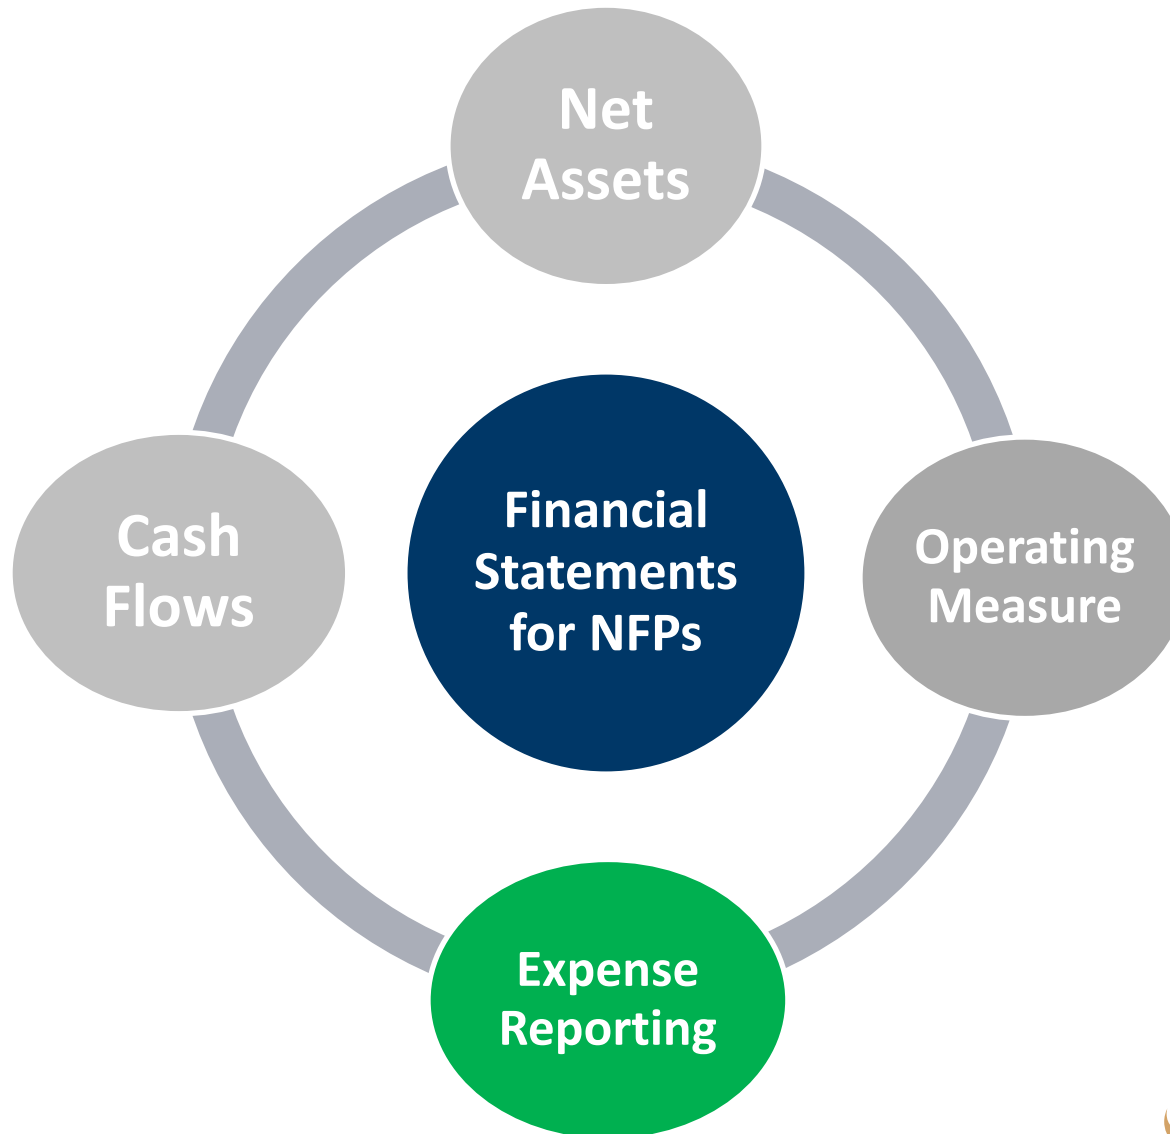 Net
Assets
Cash
Flows
Financial
Statements
for NFPs
Operating
Measure
Expense
Reporting